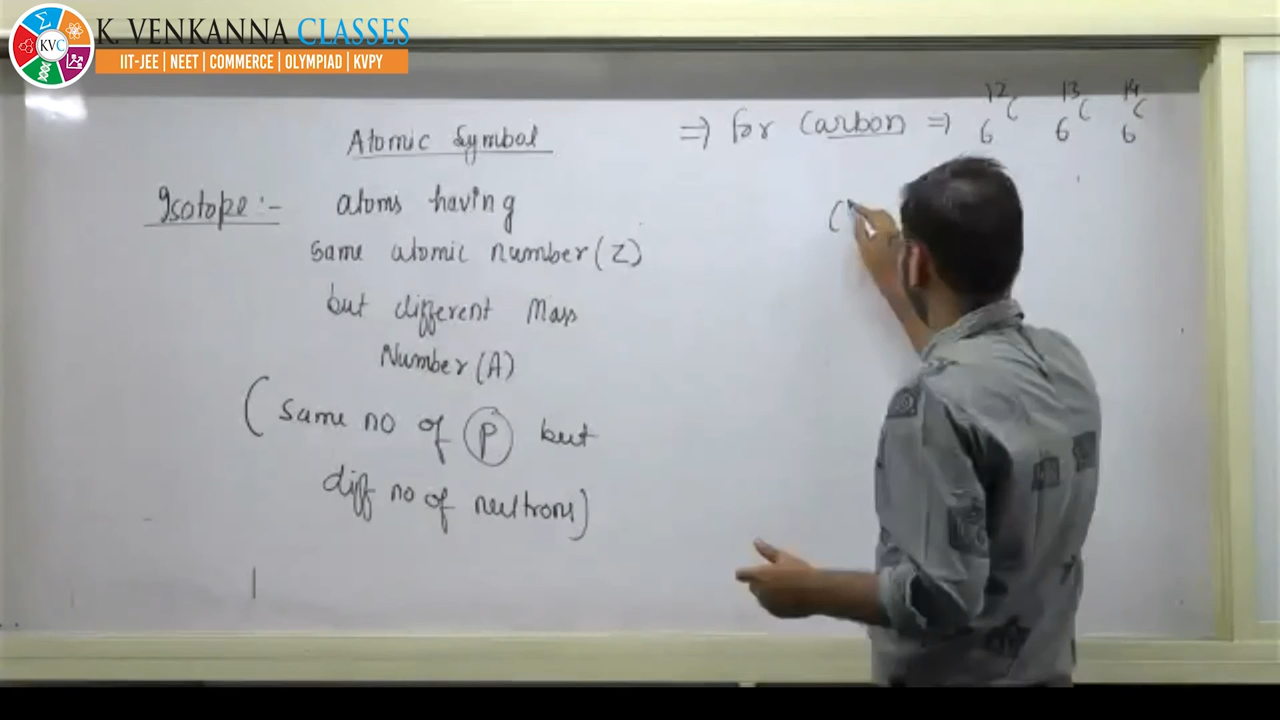 K. VENKANNA CLASSES
KVC
IIT-JEE | NEET | COMMERCE | OLYMPIAD | KVPY
Atomic Symbol
Isotope :- atoms having
same atomic number (Z)
but different Mass
Number (A)
(same no of p but
diff no of neutrons)
⇒ for Carbon ⇒ ¹²₆C ¹³₆C ¹⁴₆C
(